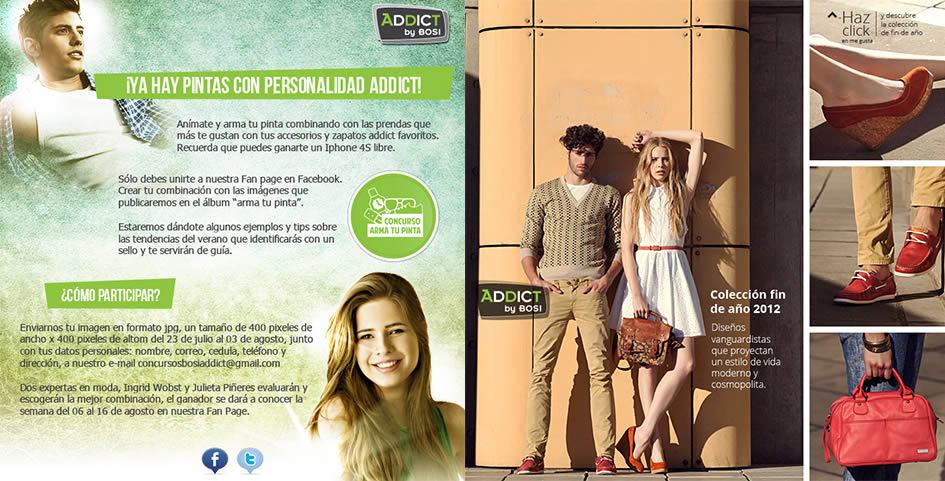 ADDICT
by BOSI
¡YA HAY PINTAS CON PERSONALIDAD ADDICT!
Anímate y arma tu pinta combinando con las prendas que
más te gustan con tus accesorios y zapatos addict favoritos.
Recuerda que puedes ganarte un Iphone 4S libre.
Sólo debes unirte a nuestra Fan page en Facebook.
Crear tu combinación con las imágenes que
publicaremos en el álbum “arma tu pinta”.
Estaremos dándote algunos ejemplos y tips sobre
las tendencias del verano que identificarás con un
sello y te servirán de guía.
CONCURSO
ARMA TU PINTA
¿CÓMO PARTICIPAR?
Enviarnos tu imagen en formato jpg, un tamaño de 400 pixeles de
ancho x 400 pixeles de altom del 23 de julio al 03 de agosto, junto
con tus datos personales: nombre, correo, cedula, teléfono y
dirección, a nuestro e-mail concursosbosiaddict@gmail.com
Dos expertas en moda, Ingrid Wobst y Julieta Piñeres evaluarán y
escogerán la mejor combinación, el ganador se dará a conocer la
semana del 06 al 16 de agosto en nuestra Fan Page.
f t
ADDICT
by BOSI
Colección fin
de año 2012
Diseños
vanguardistas
que proyectan
un estilo de vida
moderno y
cosmopolita.
Haz
click
en me gusta
y descubre
la colección
de fin de año